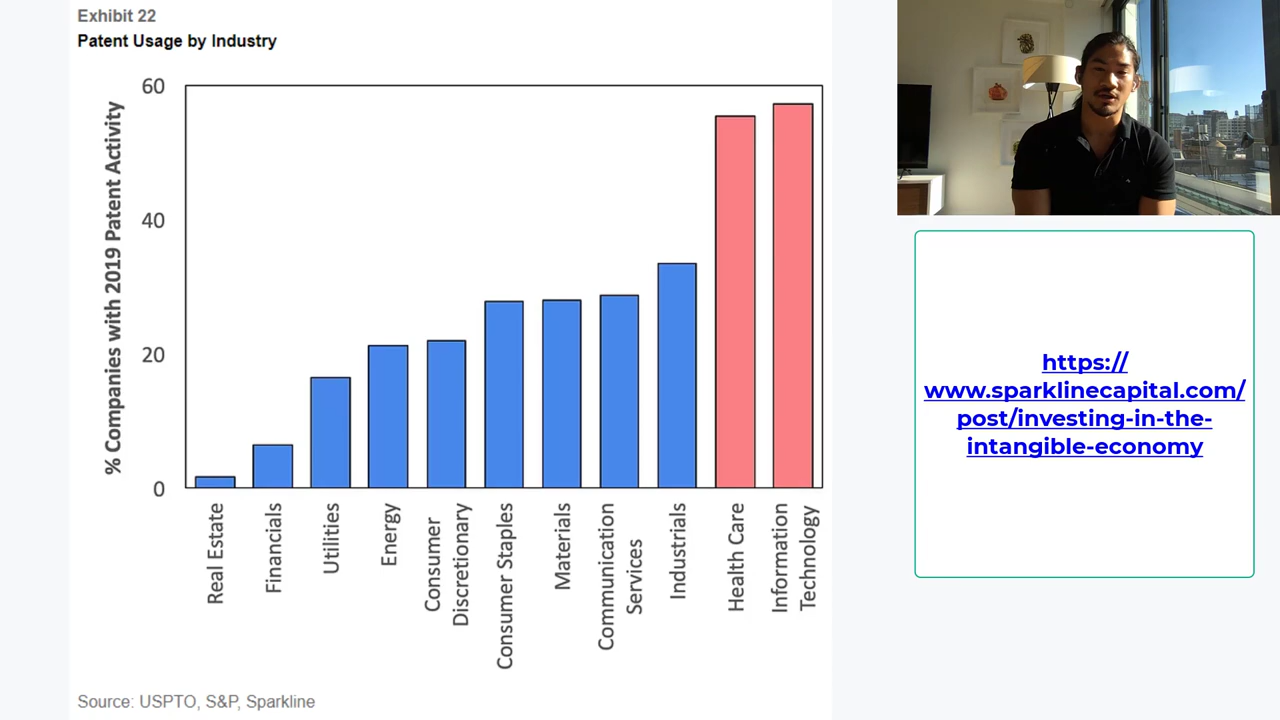 Exhibit 22
Patent Usage by Industry
% Companies with 2019 Patent Activity
60
40
20
0
Real Estate
Financials
Utilities
Energy
Consumer
Discretionary
Consumer Staples
Materials
Communication
Services
Industrials
Health Care
Information
Technology
Source: USPTO, S&P, Sparkline
https://
www.sparklinecapital.com/
post/investing-in-the-
intangible-economy